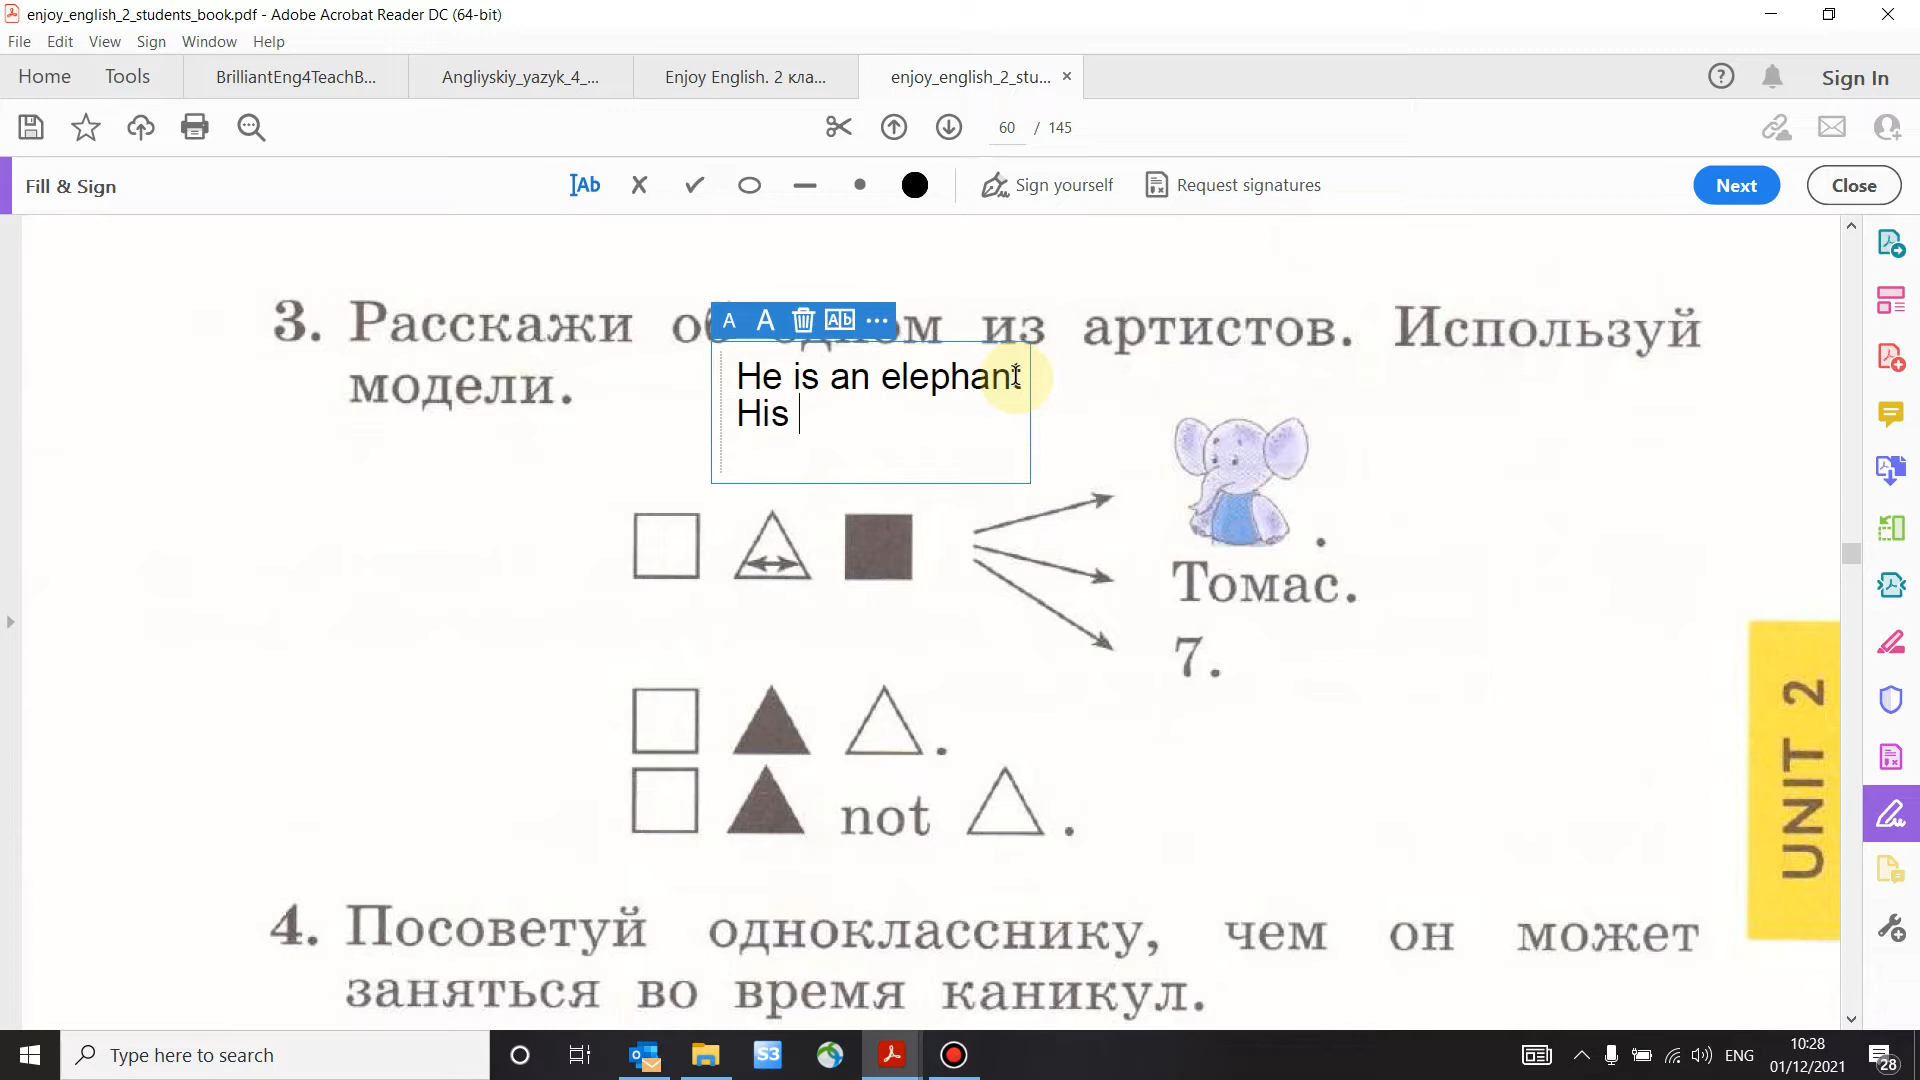 enjoy_english_2_students_book.pdf - Adobe Acrobat Reader DC (64-bit)
File Edit View Sign Window Help
Home Tools BrilliantEng4TeachB... Angliyskiy_yazyk_4_... Enjoy English. 2 кла... enjoy_english_2_stu... Sign In
60 / 145
Fill & Sign Ab Sign yourself Request signatures Next Close
3. Расскажи из артистов. Используй
модели.
A A Ab
He is an elephant
His
Томас.
7.
not
UNIT 2
4. Посоветуй однокласснику, чем он может
заняться во время каникул.
Type here to search
S3
ENG
10:28
01/12/2021
28